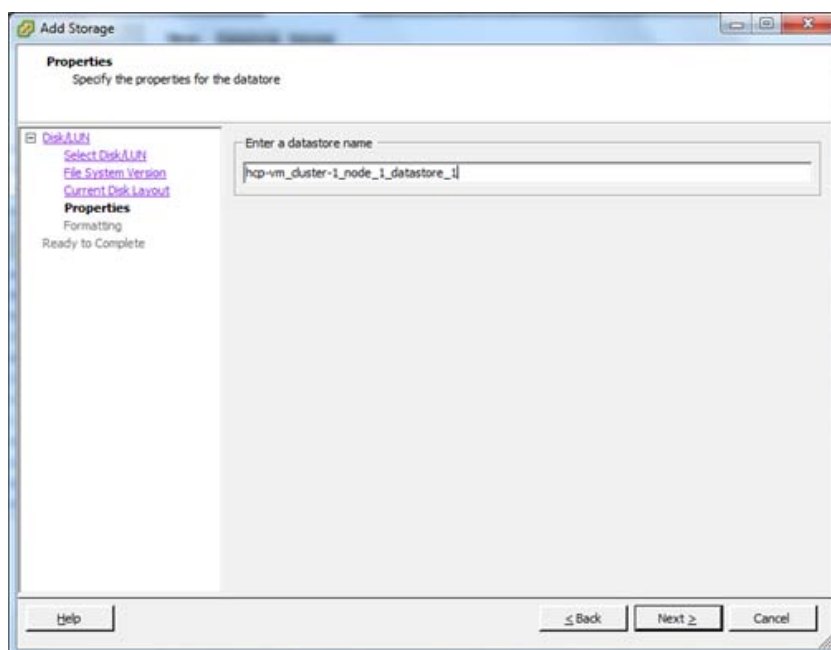 Add Storage
Properties
Specify the properties for the datatore
Disk/LUN
Select Disk/LUN
File System Version
Current Disk Layout
Properties
Formatting
Ready to Complete
Enter a datastore name
hcp-vm_cluster-1_node_1_datastore_1
Help
< Back
Next >
Cancel